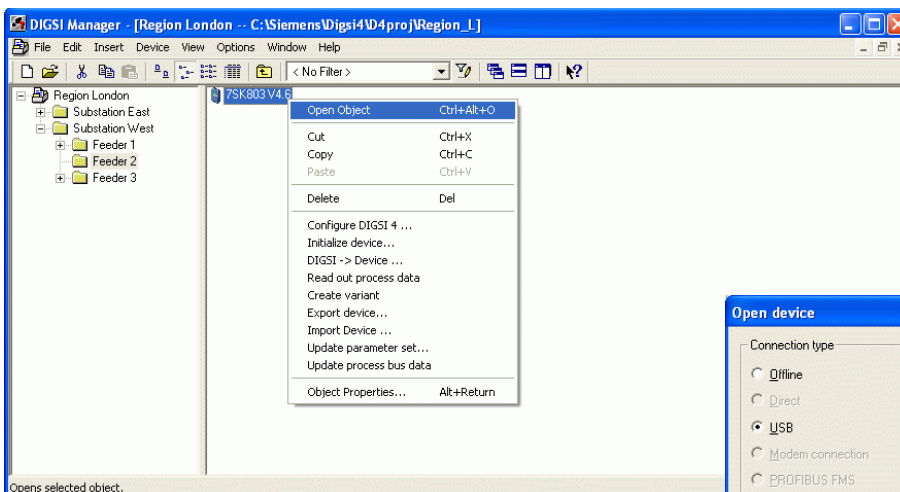 DIGSI Manager - [Region London -- C:\Siemens\Digsi4\D4proj\Region_L]
File Edit Insert Device View Options Window Help
< No Filter >
Region London
Substation East
Substation West
Feeder 1
Feeder 2
Feeder 3
7SK803 V4.6
Open Object Ctrl+Alt+O
Cut Ctrl+X
Copy Ctrl+C
Paste Ctrl+V
Delete Del
Configure DIGSI 4 ...
Initialize device...
DIGSI -> Device ...
Read out process data
Create variant
Export device...
Import Device ...
Update parameter set...
Update process bus data
Object Properties... Alt+Return
Open device
Connection type
Offline
Direct
USB
Modem connection
PROFIBUS FMS
Opens selected object.